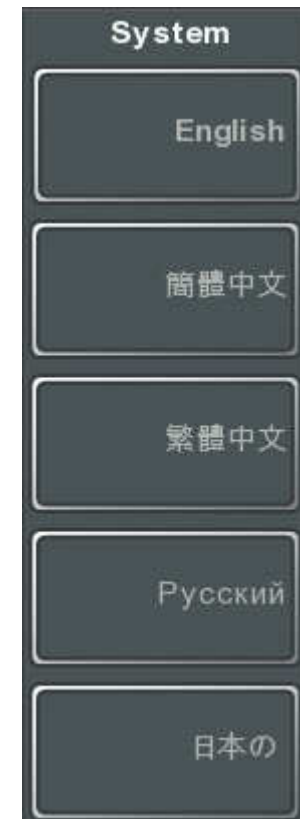 System
English
簡體中文
繁體中文
Русский
日本の